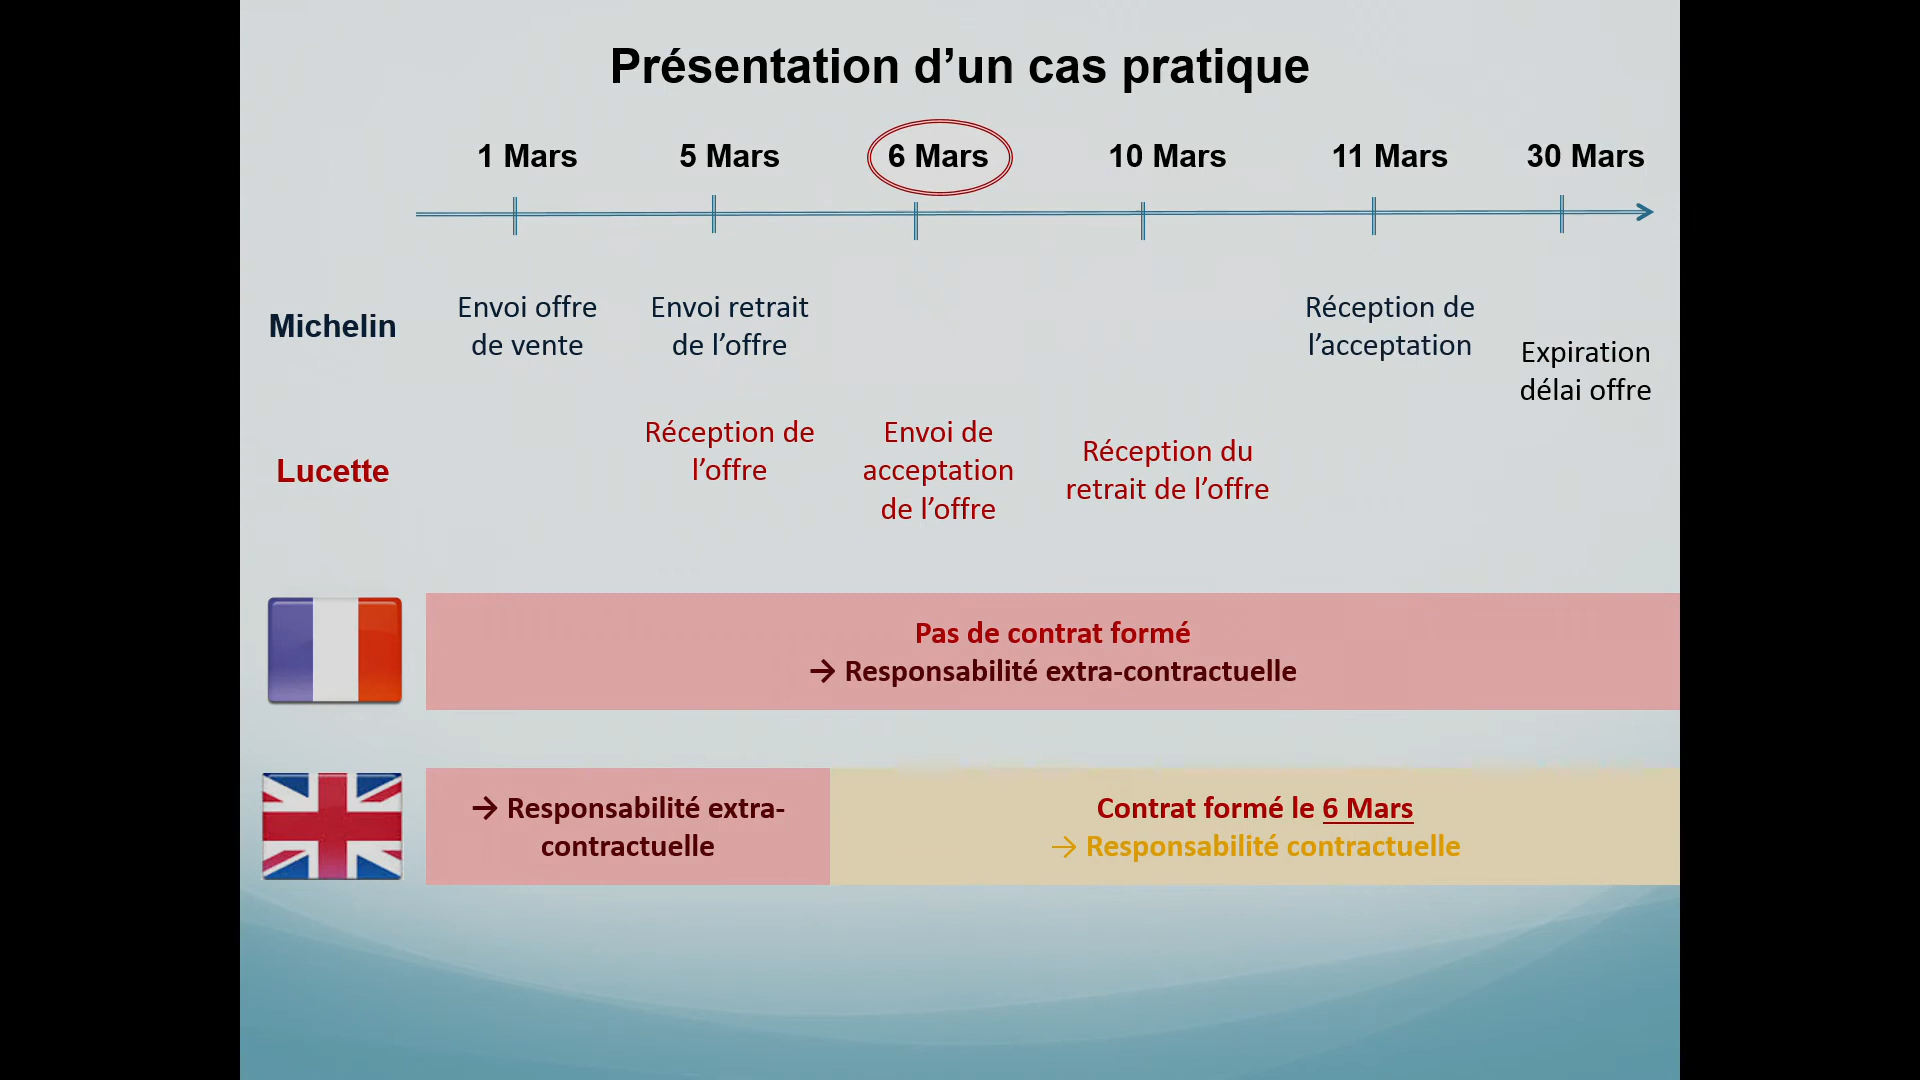 Présentation d’un cas pratique
1 Mars
5 Mars
6 Mars
10 Mars
11 Mars
30 Mars
Michelin
Envoi offre
de vente
Envoi retrait
de l’offre
Réception de
l’acceptation
Expiration
délai offre
Lucette
Réception de
l’offre
Envoi de
acceptation
de l’offre
Réception du
retrait de l’offre
Pas de contrat formé
→ Responsabilité extra-contractuelle
→ Responsabilité extra-
contractuelle
Contrat formé le 6 Mars
→ Responsabilité contractuelle